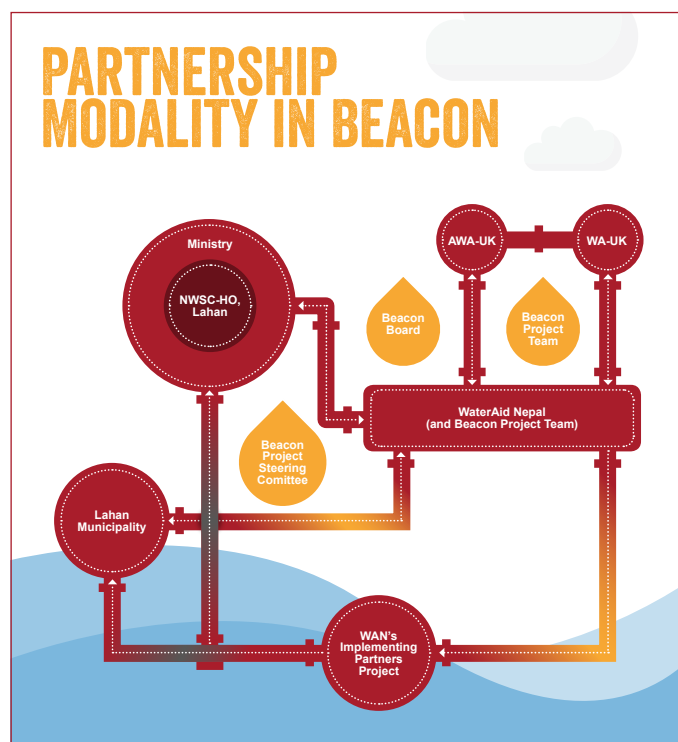 PARTNERSHIP
MODALITY IN BEACON
Ministry
NWSC-HO,
Lahan
AWA-UK
WA-UK
Beacon
Board
Beacon
Project
Team
WaterAid Nepal
(and Beacon Project Team)
Beacon
Project
Steering
Comittee
Lahan
Municipality
WAN's
Implementing
Partners
Project